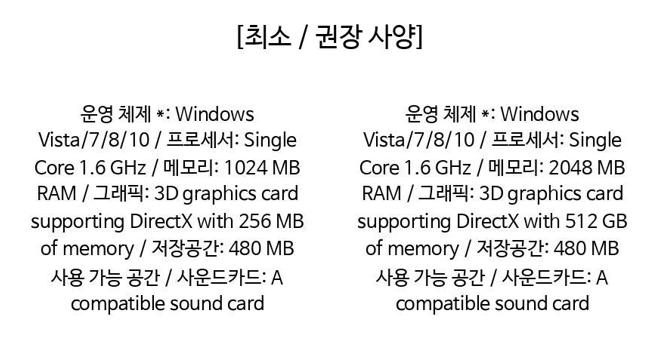 [최소 / 권장 사양]
운영 체제 *: Windows
Vista/7/8/10 / 프로세서: Single
Core 1.6 GHz / 메모리: 1024 MB
RAM / 그래픽: 3D graphics card
supporting DirectX with 256 MB
of memory / 저장공간: 480 MB
사용 가능 공간 / 사운드카드: A
compatible sound card
운영 체제 *: Windows
Vista/7/8/10 / 프로세서: Single
Core 1.6 GHz / 메모리: 2048 MB
RAM / 그래픽: 3D graphics card
supporting DirectX with 512 GB
of memory / 저장공간: 480 MB
사용 가능 공간 / 사운드카드: A
compatible sound card